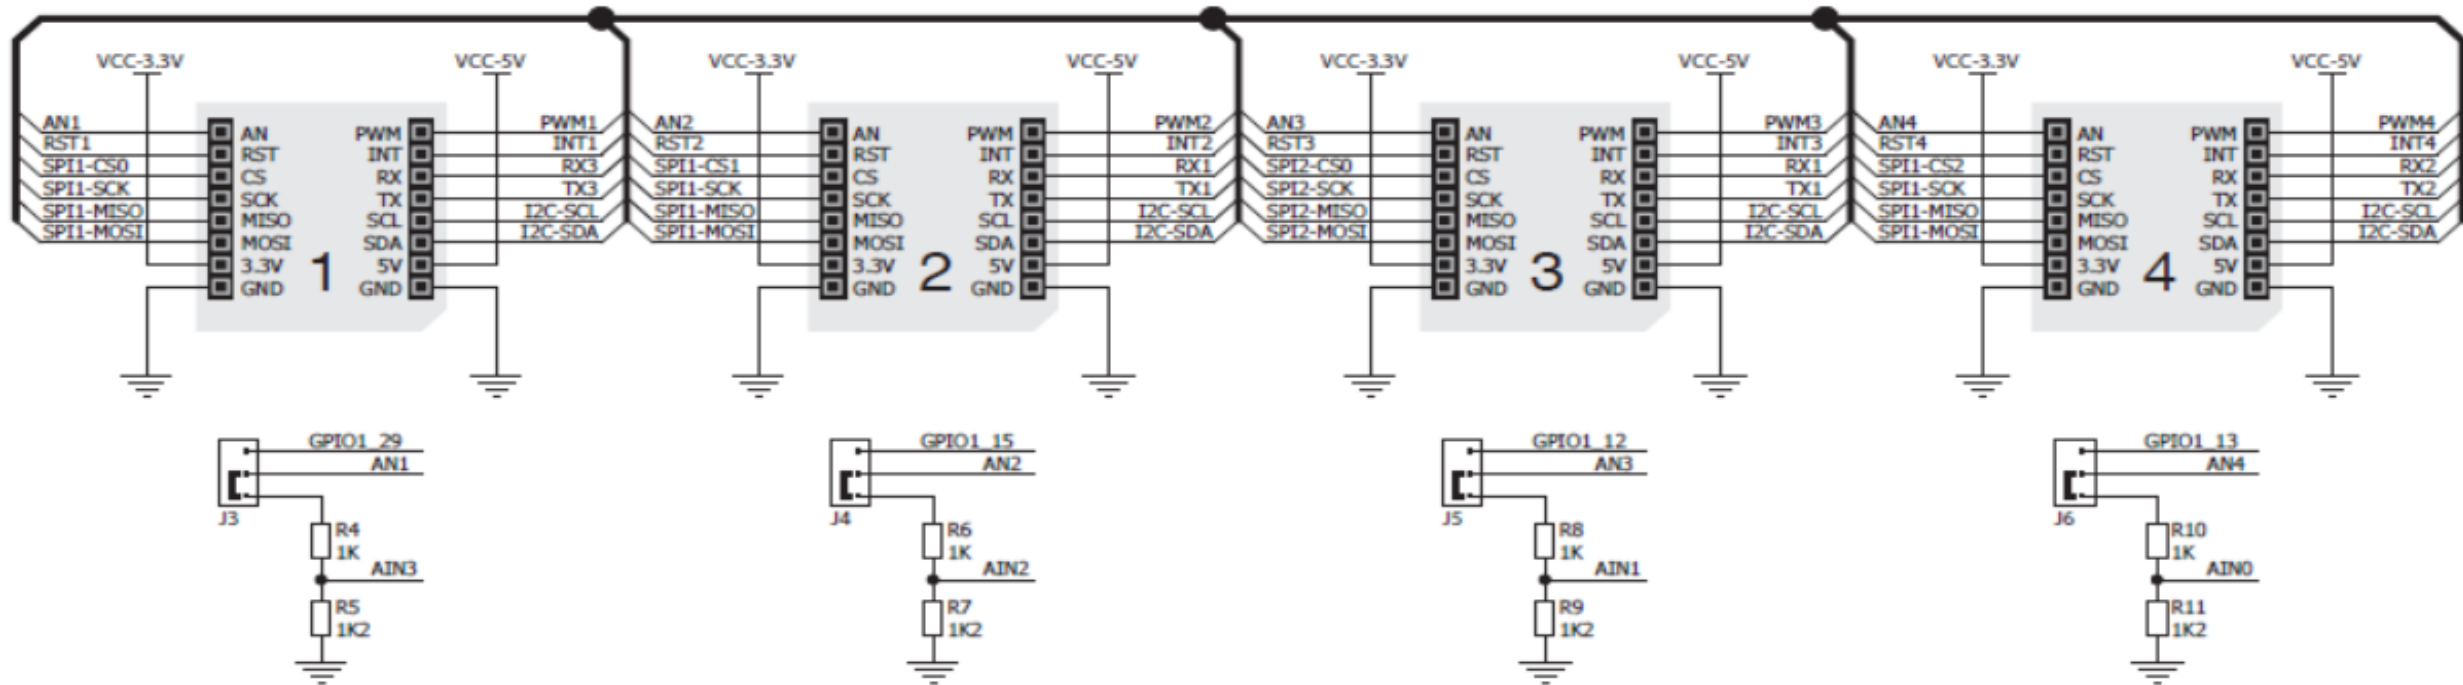 VCC-3.3V VCC-5V VCC-3.3V VCC-5V VCC-3.3V VCC-5V VCC-3.3V VCC-5V
AN1 AN PWM PWM1 AN2 AN PWM PWM2 AN3 AN PWM PWM3 AN4 AN PWM PWM4
RST1 RST INT INT1 RST2 RST INT INT2 RST3 RST INT INT3 RST4 RST INT INT4
SPI1-CS0 CS RX RX3 SPI1-CS1 CS RX RX1 SPI2-CS0 CS RX RX1 SPI1-CS2 CS RX RX2
SPI1-SCK SCK TX TX3 SPI1-SCK SCK TX TX1 SPI2-SCK SCK TX TX1 SPI1-SCK SCK TX TX2
SPI1-MISO MISO SCL I2C-SCL SPI1-MISO MISO SCL I2C-SCL SPI2-MISO MISO SCL I2C-SCL SPI1-MISO MISO SCL I2C-SCL
SPI1-MOSI MOSI SDA I2C-SDA SPI1-MOSI MOSI SDA I2C-SDA SPI2-MOSI MOSI SDA I2C-SDA SPI1-MOSI MOSI SDA I2C-SDA
3.3V 1 5V 3.3V 2 5V 3.3V 3 5V 3.3V 4 5V
GND GND GND GND GND GND GND GND
GPIO1_29 GPIO1_15 GPIO1_12 GPIO1_13
AN1 AN2 AN3 AN4
J3 J4 J5 J6
R4 R6 R8 R10
1K 1K 1K 1K
AIN3 AIN2 AIN1 AIN0
R5 R7 R9 R11
1K2 1K2 1K2 1K2